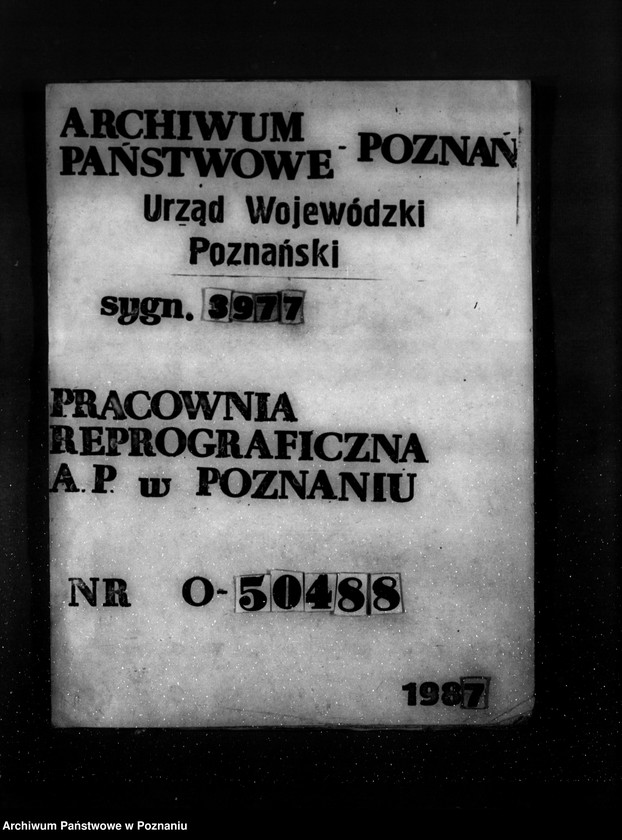 ARCHIWUM
PAŃSTWOWE - POZNAŃ
Urząd Wojewódzki
Poznański
sygn. 3977
PRACOWNIA
REPROGRAFICZNA
A.P. w POZNANIU
NR O-50488
1987
Archiwum Państwowe w Poznaniu